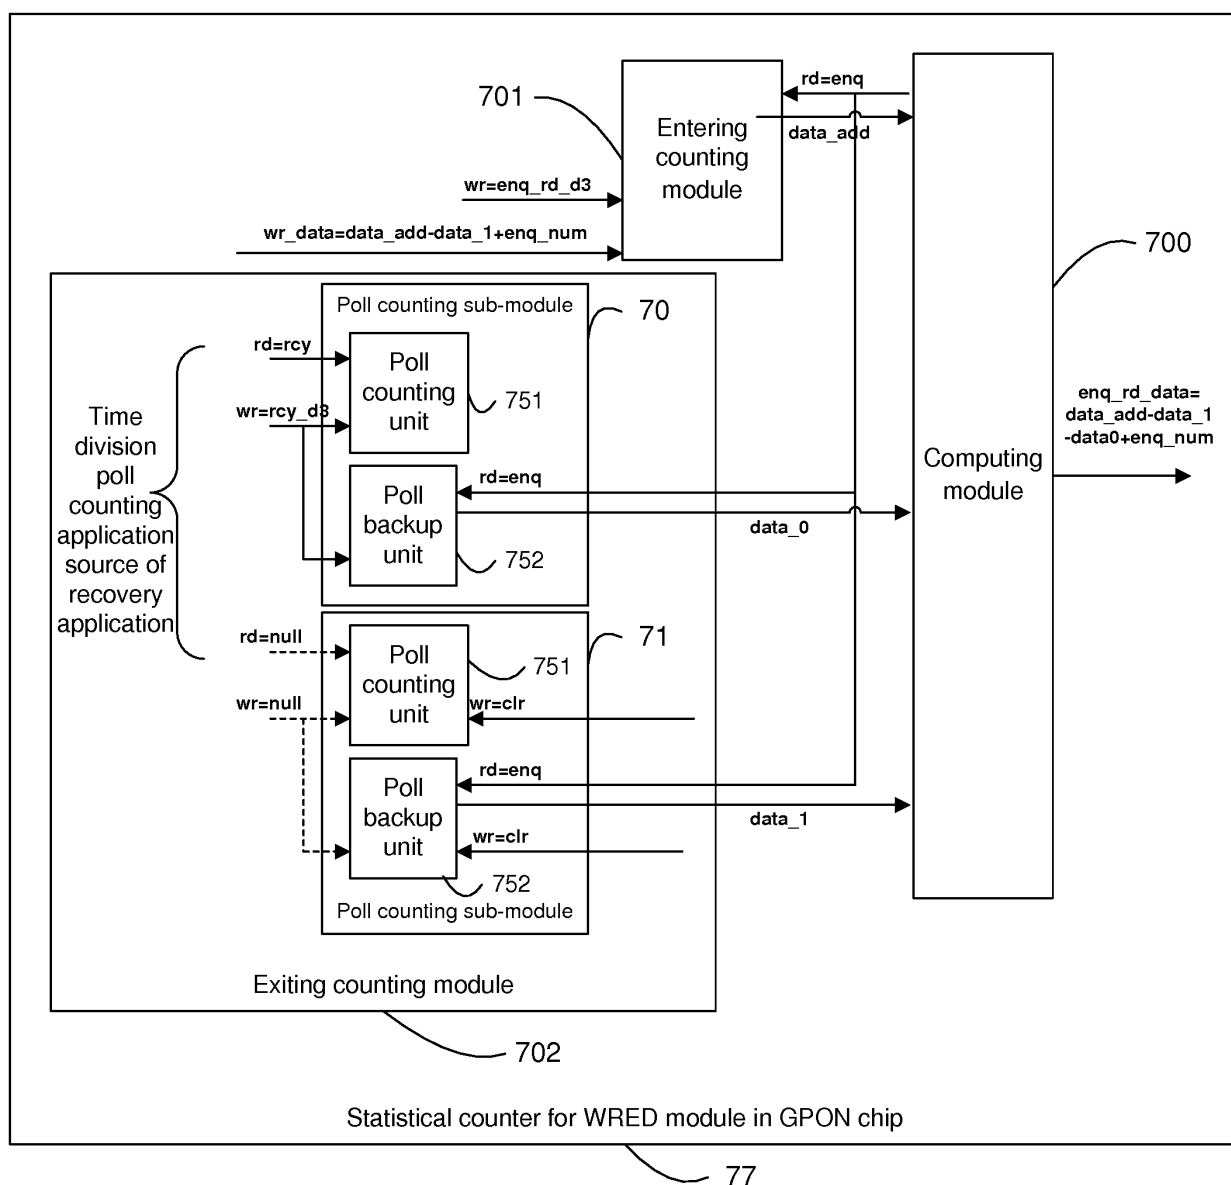 rd=enq
701
Entering
counting
module
data_add
wr=enq_rd_d3
wr_data=data_add-data_1+enq_num
700
Poll counting sub-module
70
rd=rcy
Poll
counting
unit
751
wr=rcy_d3
Time
division
poll
counting
application
source of
recovery
application
enq_rd_data=
data_add-data_1
-data0+enq_num
Computing
module
rd=enq
Poll
backup
unit
data_0
752
rd=null
71
Poll
counting
unit
751
wr=null
wr=clr
rd=enq
Poll
backup
unit
data_1
wr=clr
752
Poll counting sub-module
Exiting counting module
702
Statistical counter for WRED module in GPON chip
77